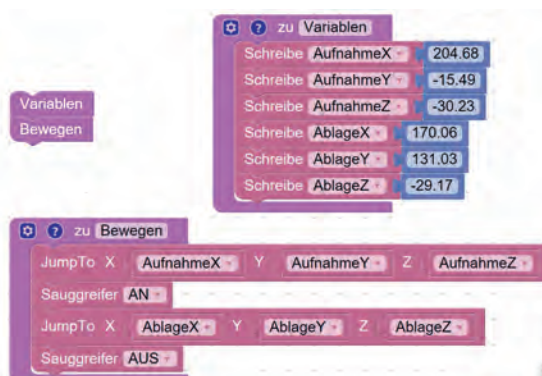 zu Variablen
Schreibe AufnahmeX 204.68
Schreibe AufnahmeY -15.49
Schreibe AufnahmeZ -30.23
Schreibe AblageX 170.06
Schreibe AblageY 131.03
Schreibe AblageZ -29.17
Variablen
Bewegen
zu Bewegen
JumpTo X AufnahmeX Y AufnahmeY Z AufnahmeZ
Sauggreifer AN
JumpTo X AblageX Y AblageY Z AblageZ
Sauggreifer AUS